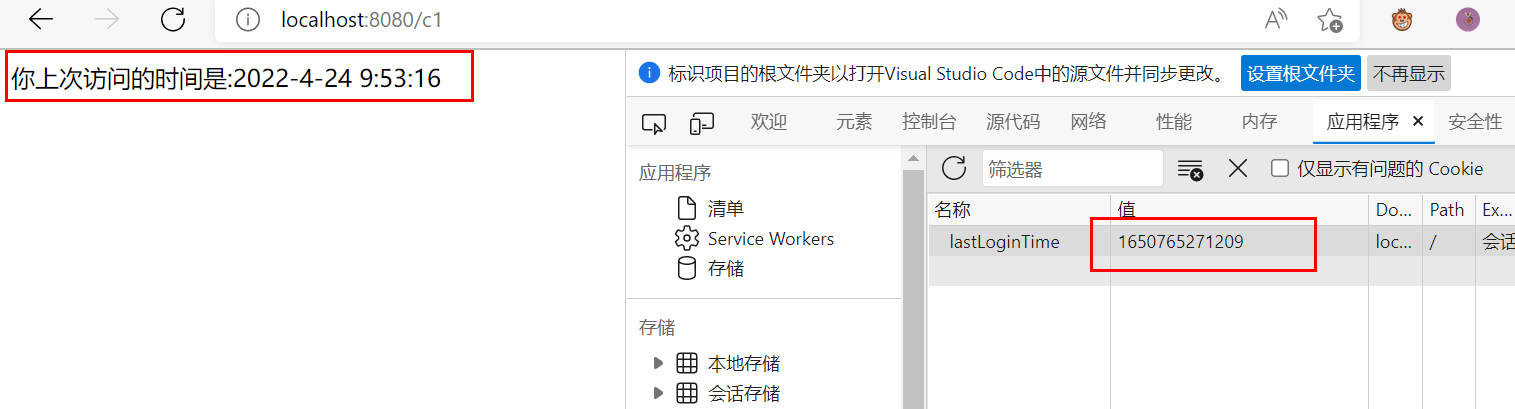 localhost:8080/c1
你上次访问的时间是:2022-4-24 9:53:16
标识项目的根文件夹以打开Visual Studio Code中的源文件并同步更改。 设置根文件夹 不再显示
欢迎 元素 控制台 源代码 网络 性能 内存 应用程序 安全性
应用程序
清单
Service Workers
存储
存储
本地存储
会话存储
筛选器 仅显示有问题的 Cookie
名称 值 Do... Path Ex...
lastLoginTime 1650765271209 loc... / 会话